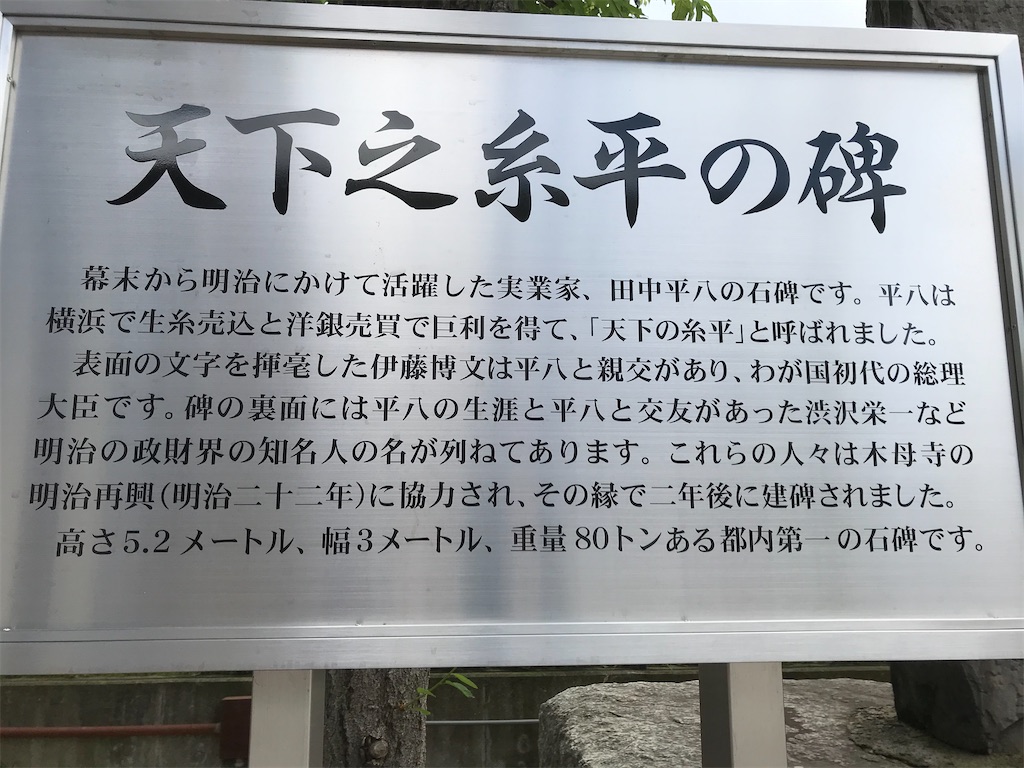 天下之糸平の碑
幕末から明治にかけて活躍した実業家、田中平八の石碑です。平八は
横浜で生糸売込と洋銀売買で巨利を得て、「天下の糸平」と呼ばれました。
表面の文字を揮毫した伊藤博文は平八と親交があり、わが国初代の総理
大臣です。碑の裏面には平八の生涯と平八と交友があった渋沢栄一など
明治の政財界の知名人の名が列ねてあります。これらの人々は木母寺の
明治再興(明治二十二年)に協力され、その縁で二年後に建碑されました。
高さ5.2メートル、幅3メートル、重量80トンある都内第一の石碑です。